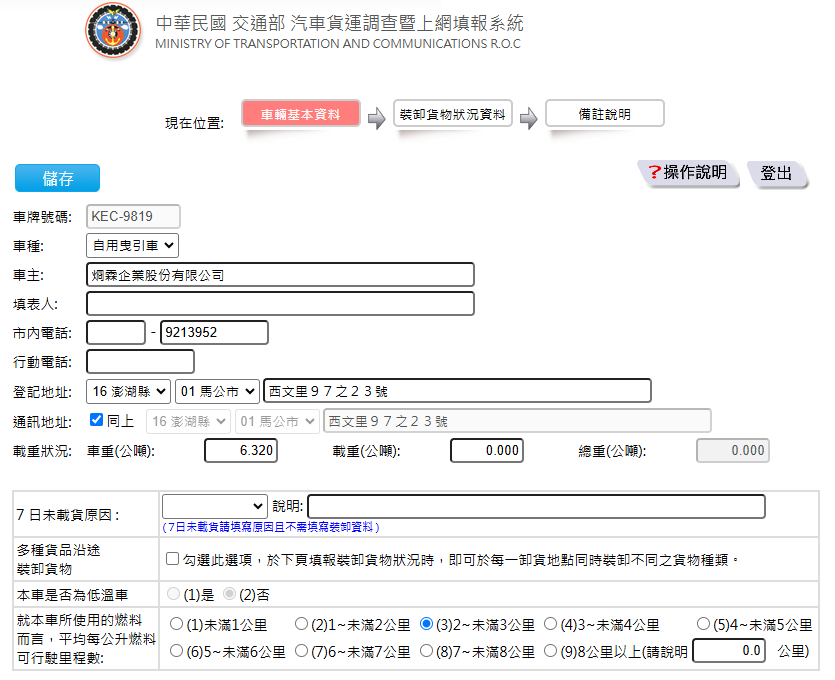 中華民國 交通部 汽車貨運調查暨上網填報系統
MINISTRY OF TRANSPORTATION AND COMMUNICATIONS R.O.C
現在位置: 車輛基本資料 裝卸貨物狀況資料 備註說明
儲存 ?操作說明 登出
車牌號碼: KEC-9819
車種: 自用曳引車
車主: 烱霖企業股份有限公司
填表人:
市內電話: - 9213952
行動電話:
登記地址: 16 澎湖縣 01 馬公市 西文里９７之２３號
通訊地址: 同上 16 澎湖縣 01 馬公市 西文里９７之２３號
載重狀況: 車重(公噸): 6.320 載重(公噸): 0.000 總重(公噸): 0.000
7 日未載貨原因 : 說明:
( 7日未載貨請填寫原因且不需填寫裝卸資料 )
多種貨品沿途
裝卸貨物
勾選此選項，於下頁填報裝卸貨物狀況時，即可於每一卸貨地點同時裝卸不同之貨物種類。
本車是否為低溫車 (1)是 (2)否
就本車所使用的燃料
而言，平均每公升燃料
可行駛里程數:
(1)未滿1公里 (2)1~未滿2公里 (3)2~未滿3公里 (4)3~未滿4公里 (5)4~未滿5公里
(6)5~未滿6公里 (7)6~未滿7公里 (8)7~未滿8公里 (9)8公里以上(請說明 0.0 公里)